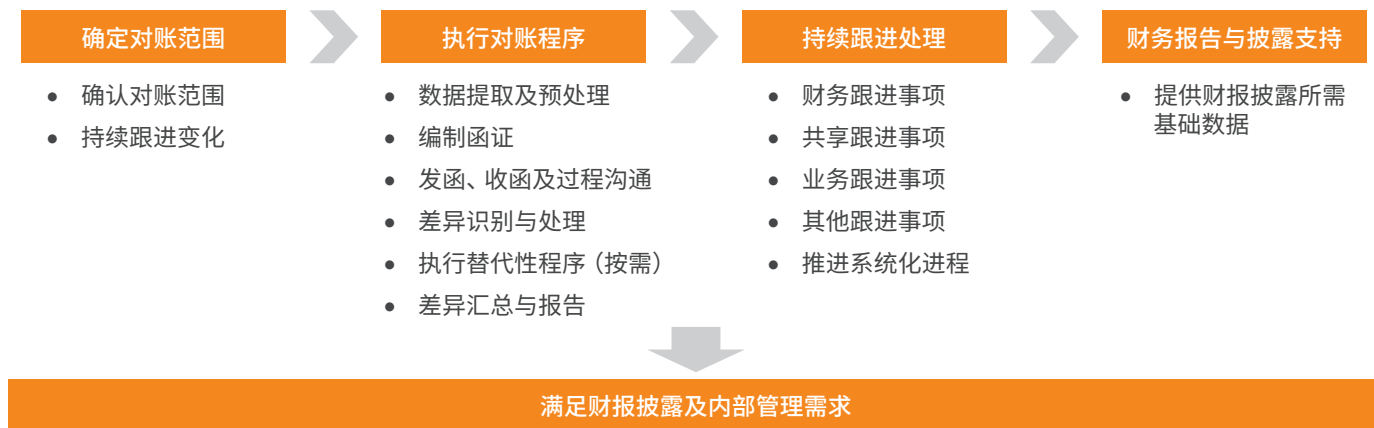 确定对账范围
● 确认对账范围
● 持续跟进变化
执行对账程序
● 数据提取及预处理
● 编制函证
● 发函、收函及过程沟通
● 差异识别与处理
● 执行替代性程序（按需）
● 差异汇总与报告
持续跟进处理
● 财务跟进事项
● 共享跟进事项
● 业务跟进事项
● 其他跟进事项
● 推进系统化进程
财务报告与披露支持
● 提供财报披露所需
基础数据
满足财报披露及内部管理需求